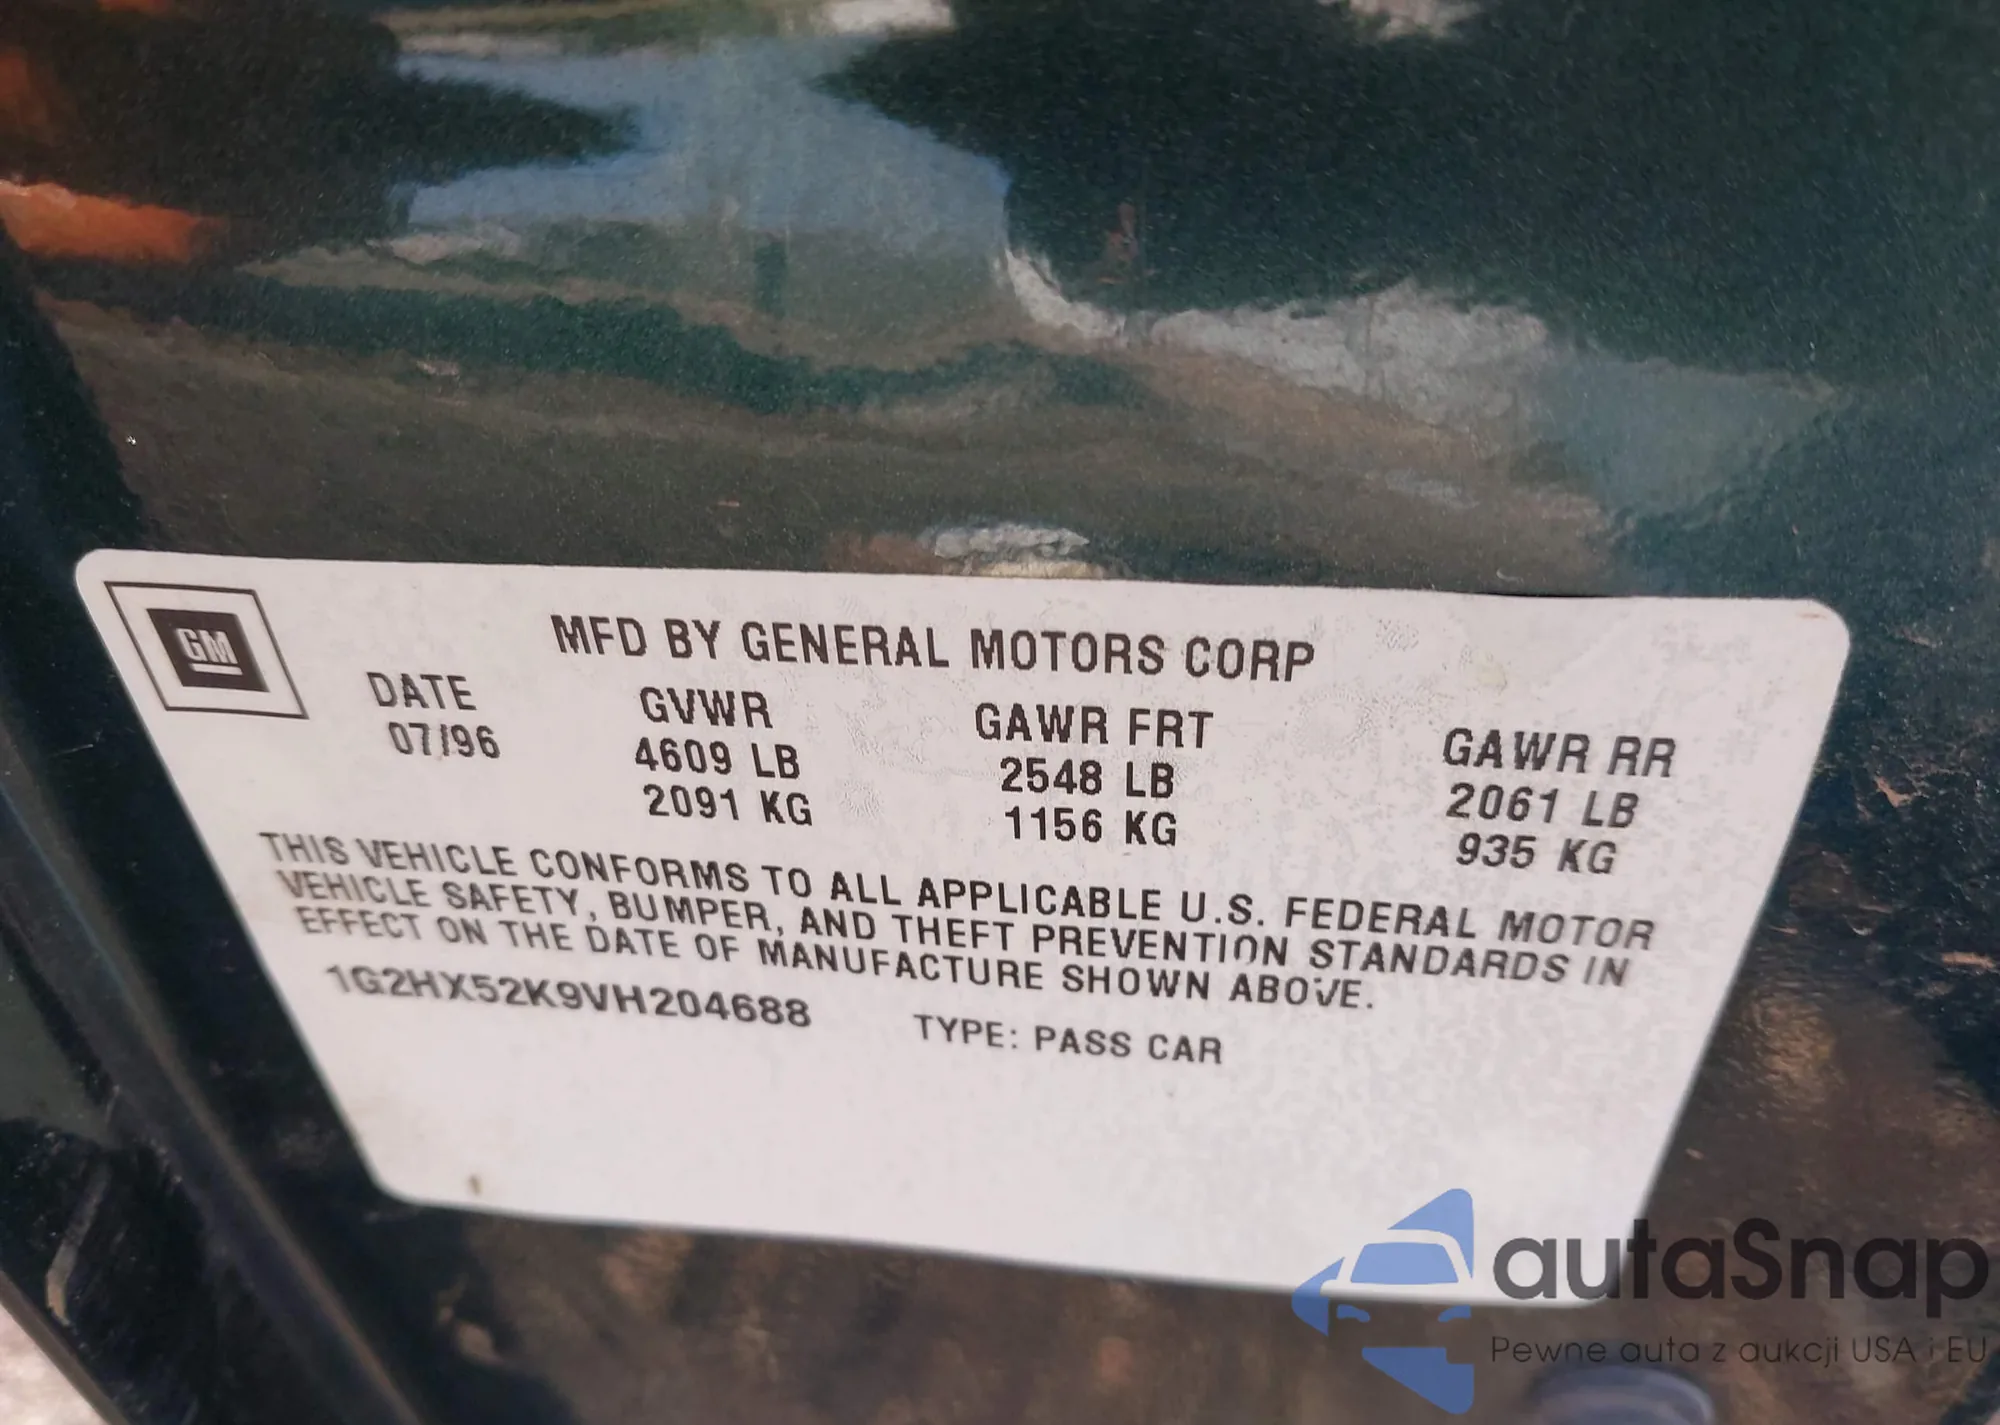 GM
MFD BY GENERAL MOTORS CORP
DATE GVWR GAWR FRT GAWR RR
07/96 4609 LB 2548 LB 2061 LB
2091 KG 1156 KG 935 KG
THIS VEHICLE CONFORMS TO ALL APPLICABLE U.S. FEDERAL MOTOR
VEHICLE SAFETY, BUMPER, AND THEFT PREVENTION STANDARDS IN
EFFECT ON THE DATE OF MANUFACTURE SHOWN ABOVE.
1G2HX52K9VH204688 TYPE: PASS CAR
autaSnap
Pewne auta z aukcji USA i EU